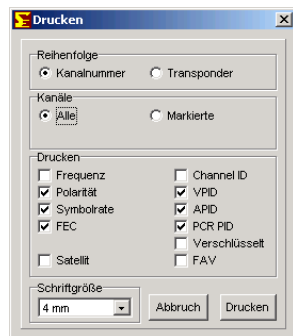 Drucken
Reihenfolge
Kanalnummer Transponder
Kanäle
Alle Markierte
Drucken
Frequenz Channel ID
Polarität VPID
Symbolrate APID
FEC PCR PID
Verschlüsselt
Satellit FAV
Schriftgröße
4 mm Abbruch Drucken